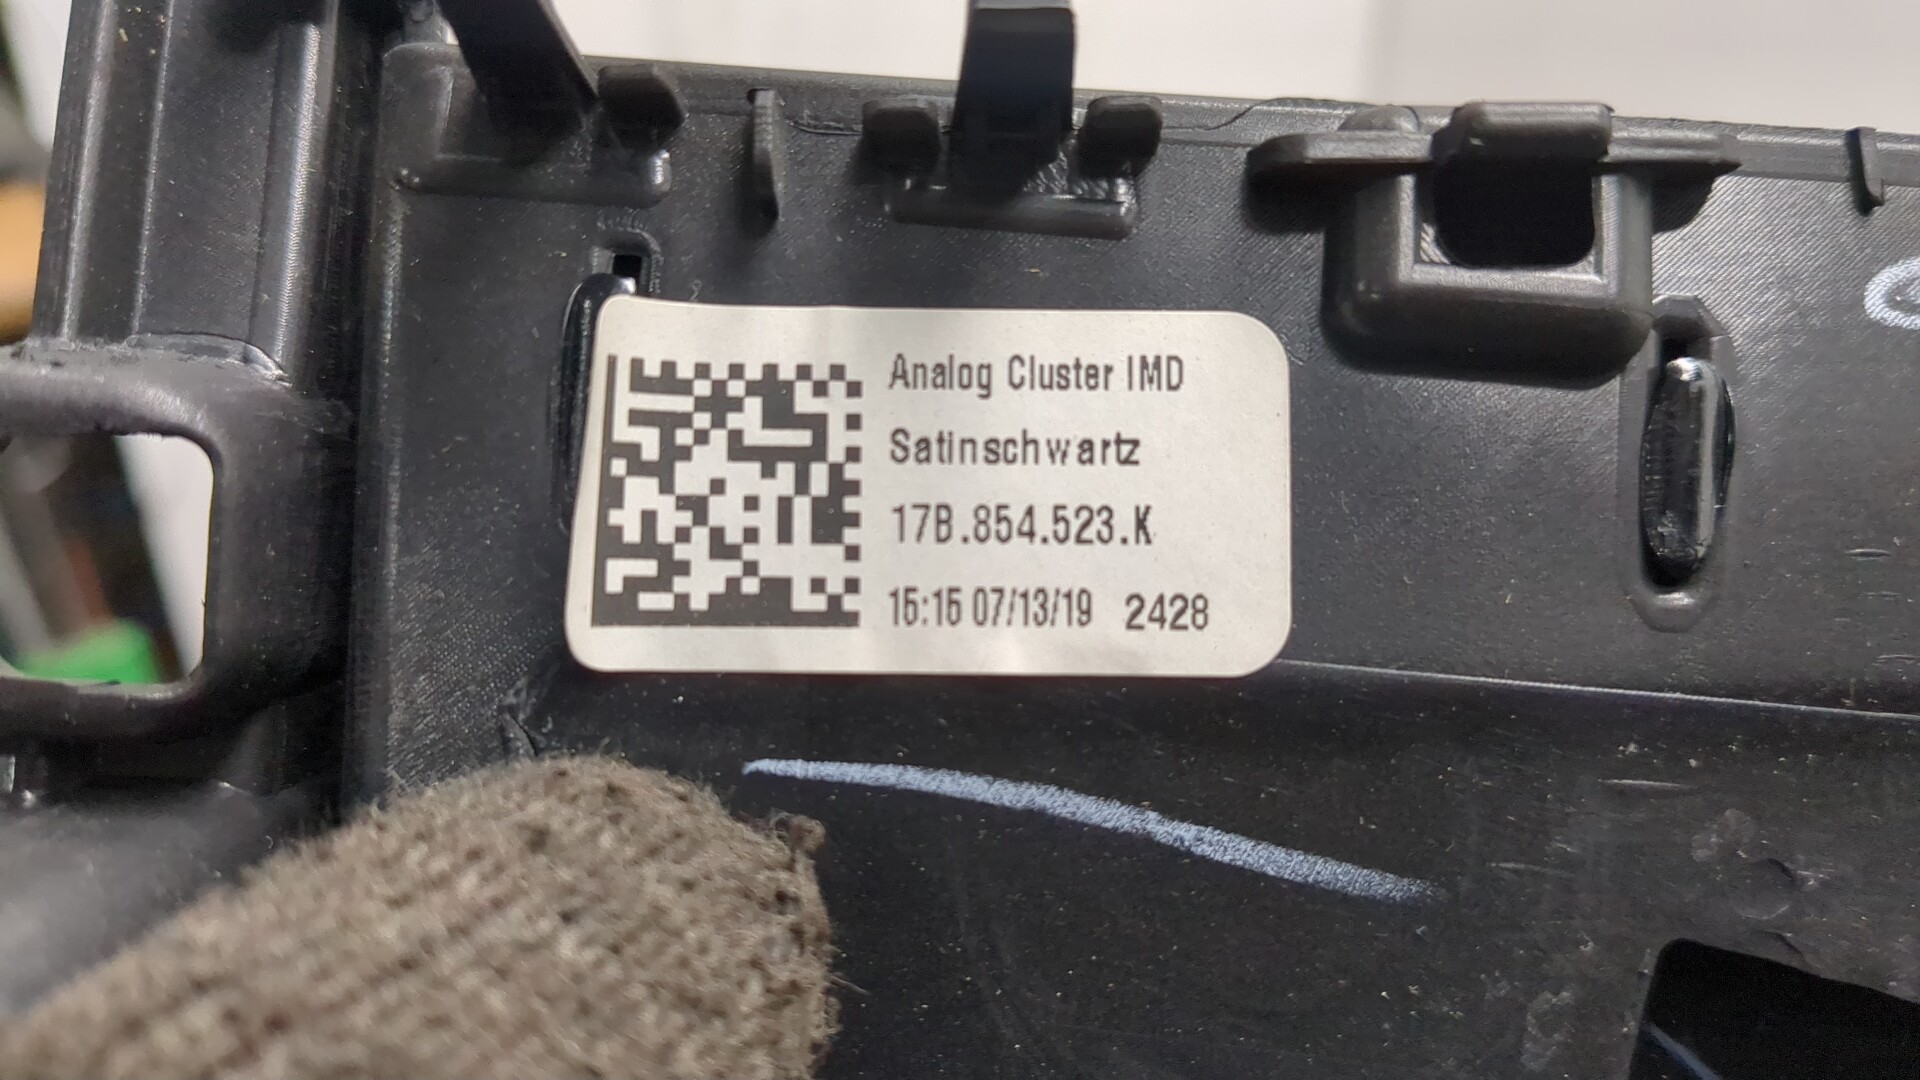 Analog Cluster IMD
Satinschwartz
17B.854.523.K
15:15 07/13/19 2428